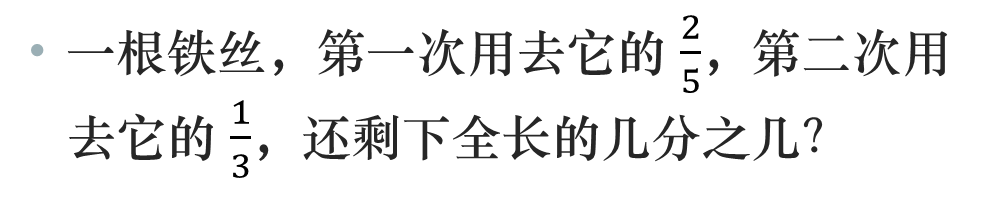 • 一根铁丝，第一次用去它的 2/5，第二次用
去它的 1/3，还剩下全长的几分之几？